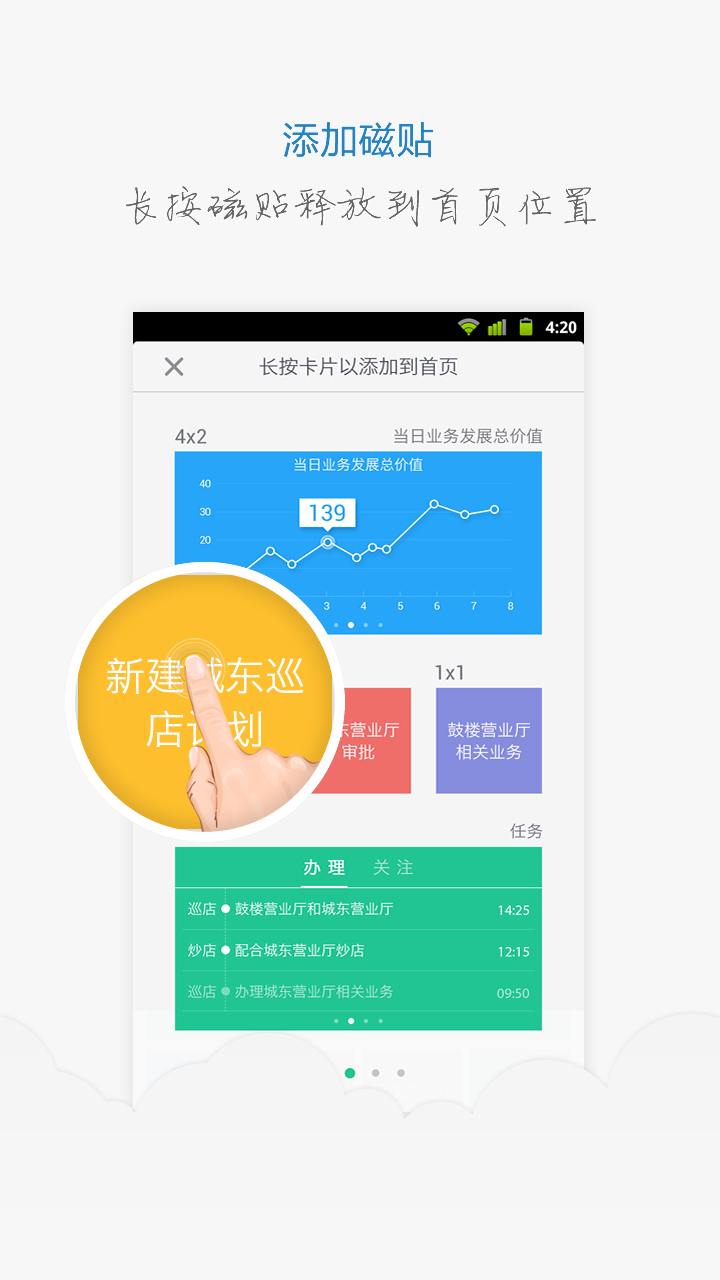 添加磁贴
长按磁贴释放到首页位置
4:20
长按卡片以添加到首页
4x2
当日业务发展总价值
当日业务发展总价值
40
30
20
139
3 4 5 6 7 8
新建城东巡
店计划
1x1
东营业厅
审批
鼓楼营业厅
相关业务
任务
办 理 关 注
巡店 鼓楼营业厅和城东营业厅 14:25
炒店 配合城东营业厅炒店 12:15
巡店 办理城东营业厅相关业务 09:50